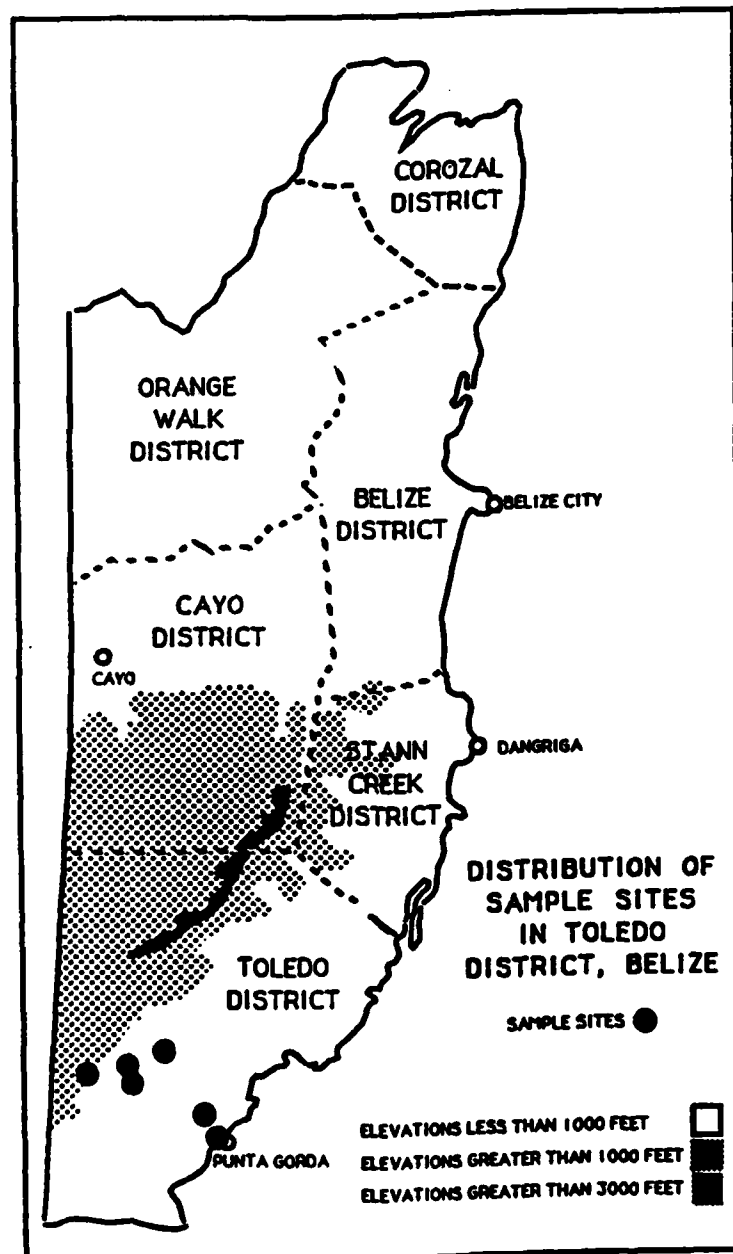 COROZAL
DISTRICT
ORANGE
WALK
DISTRICT
BELIZE
DISTRICT
BELIZE CITY
CAYO
DISTRICT
CAYO
ST. ANN
CREEK
DISTRICT
DANGRIGA
DISTRIBUTION OF
SAMPLE SITES
IN TOLEDO
DISTRICT, BELIZE
TOLEDO
DISTRICT
SAMPLE SITES
PUNTA GORDA
ELEVATIONS LESS THAN 1000 FEET
ELEVATIONS GREATER THAN 1000 FEET
ELEVATIONS GREATER THAN 3000 FEET